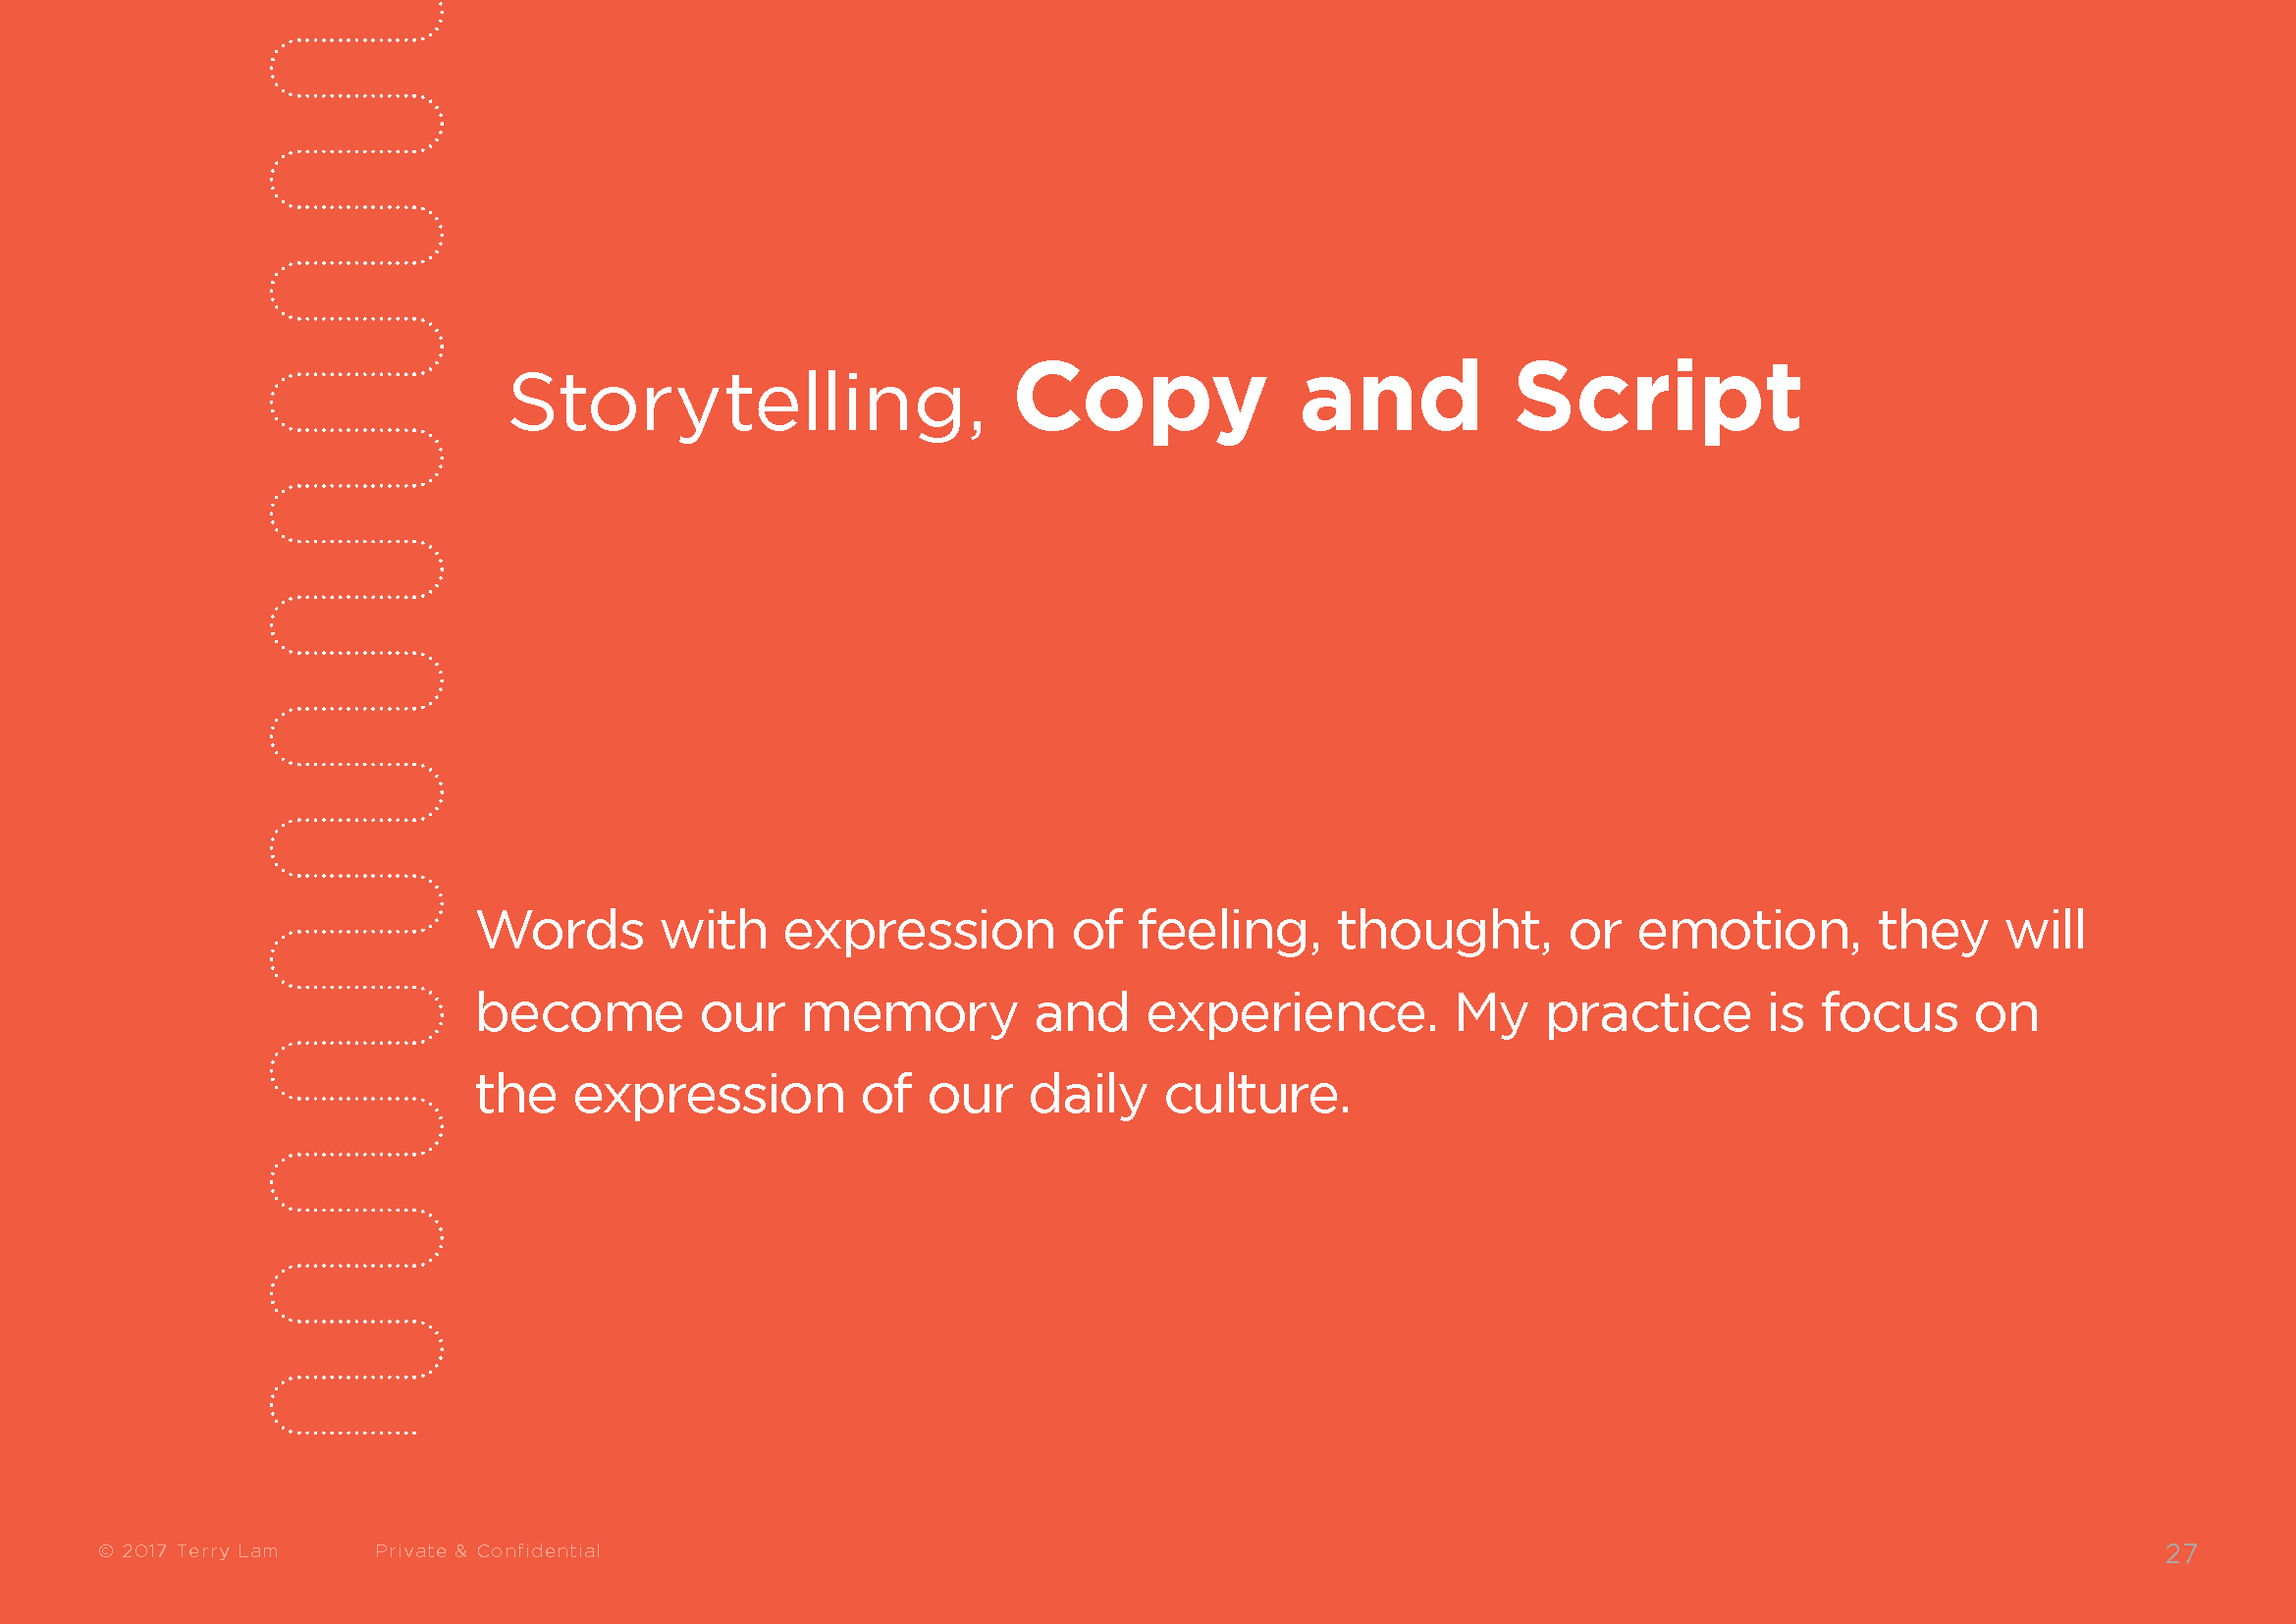 Storytelling, Copy and Script
Words with expression of feeling, thought, or emotion, they will
become our memory and experience. My practice is focus on
the expression of our daily culture.
© 2017 Terry Lam Private & Confidential 27